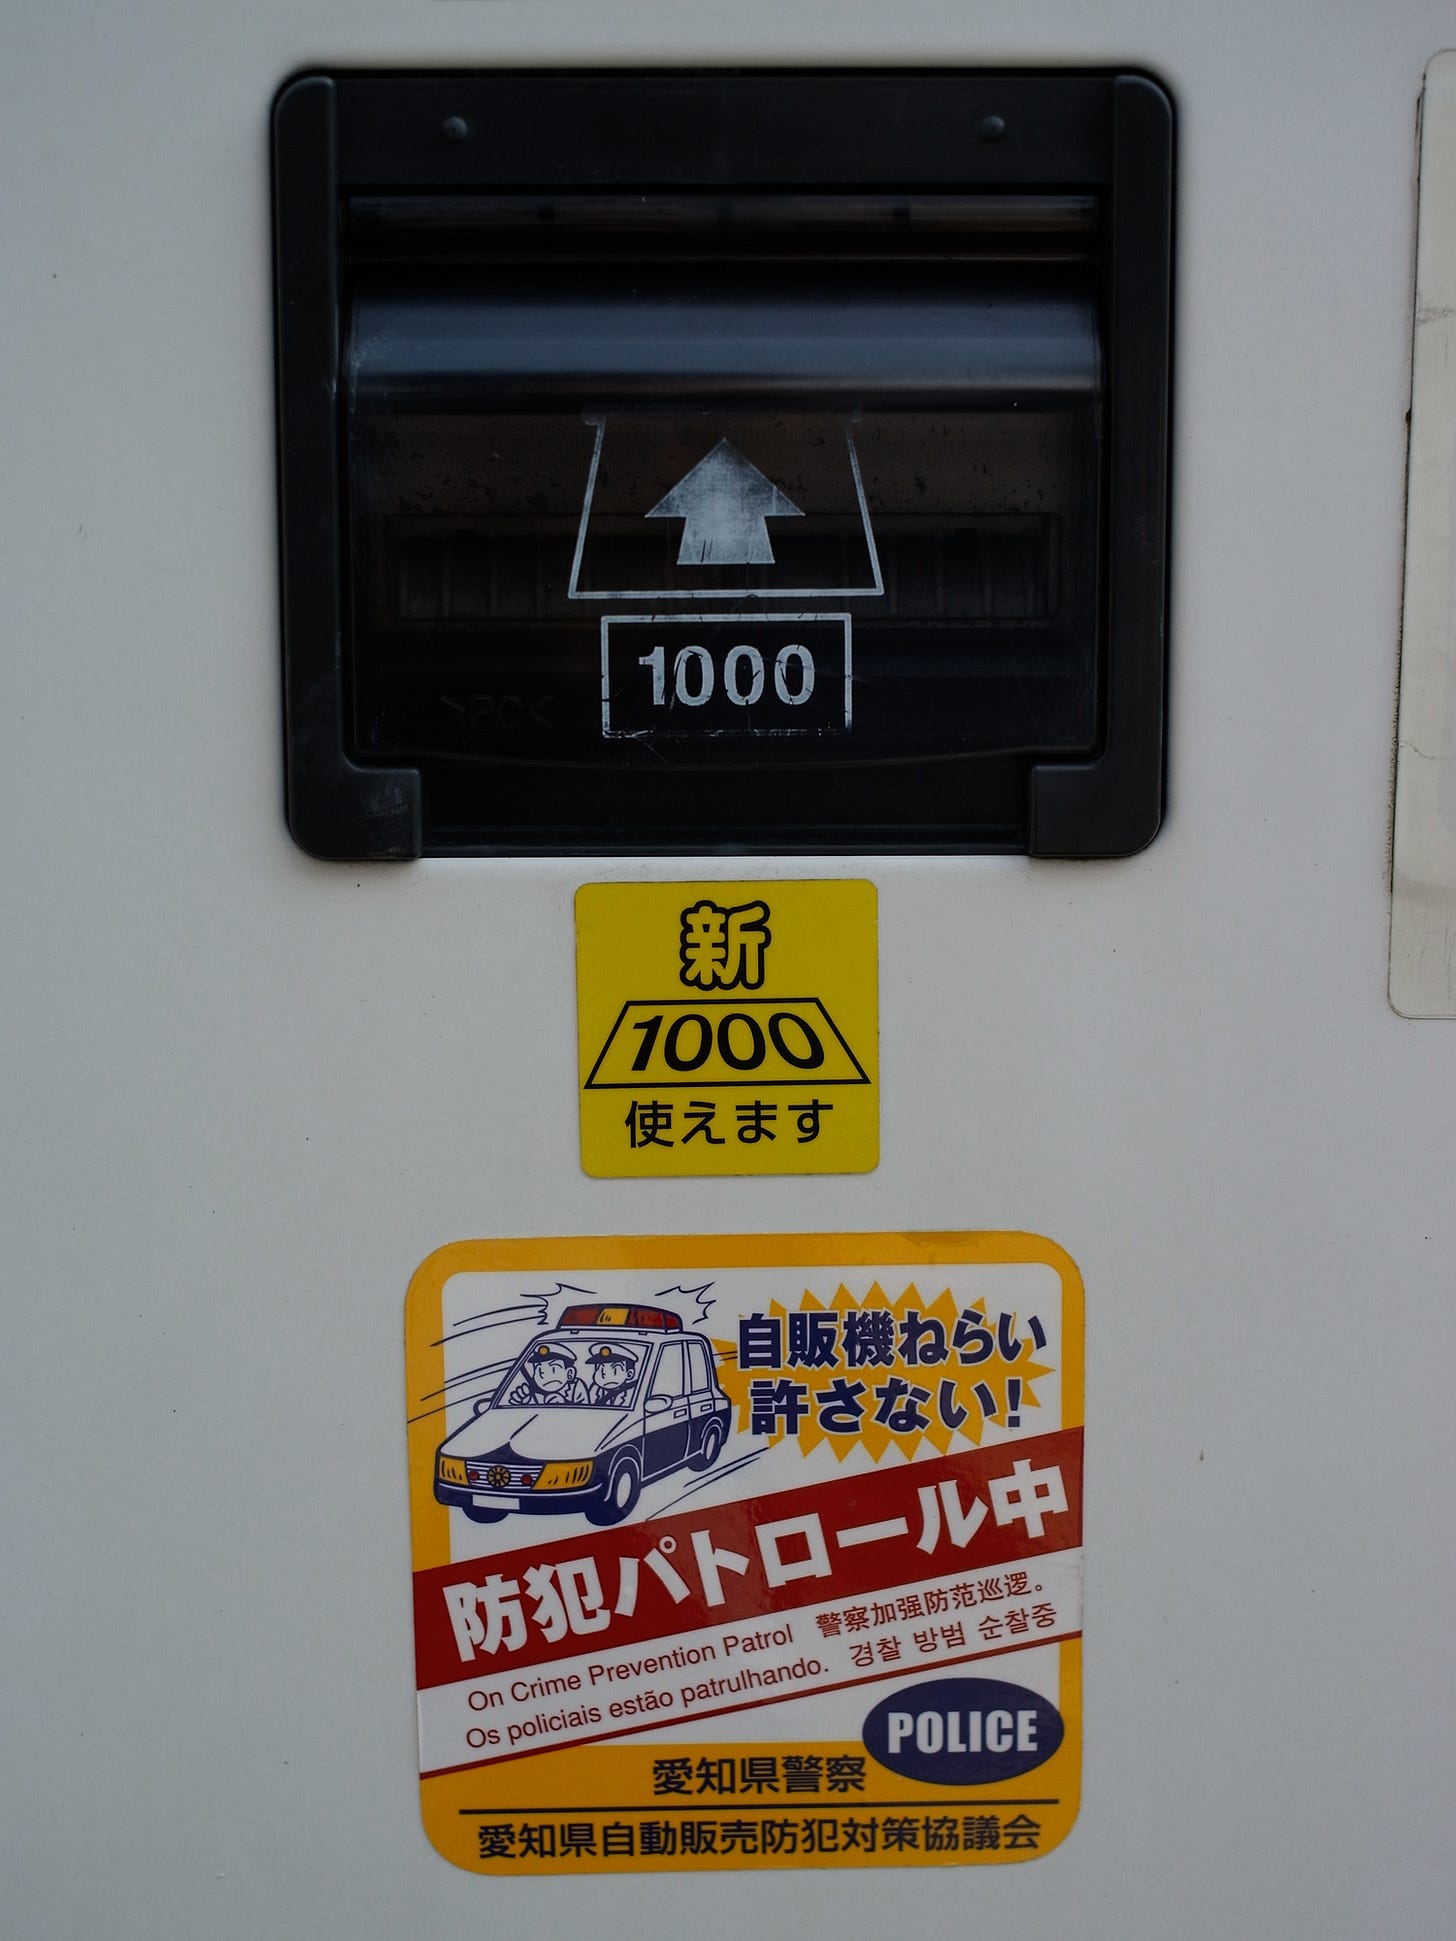 1000
>PC<
新
1000
使えます
自販機ねらい
許さない!
防犯パトロール中
On Crime Prevention Patrol 警察加强防范巡逻。
Os policiais estão patrulhando. 경찰 방범 순찰중
POLICE
愛知県警察
愛知県自動販売防犯対策協議会